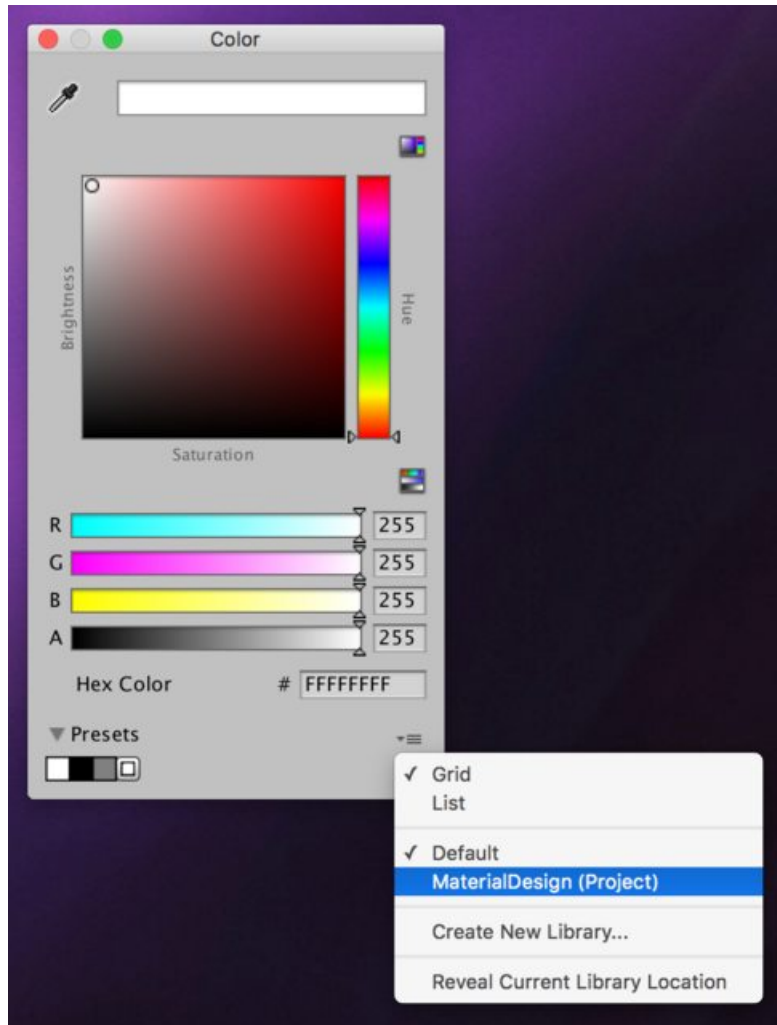 Color
Brightness
Hue
Saturation
R 255
G 255
B 255
A 255
Hex Color # FFFFFFFF
▼ Presets
✓ Grid
List
✓ Default
MaterialDesign (Project)
Create New Library...
Reveal Current Library Location